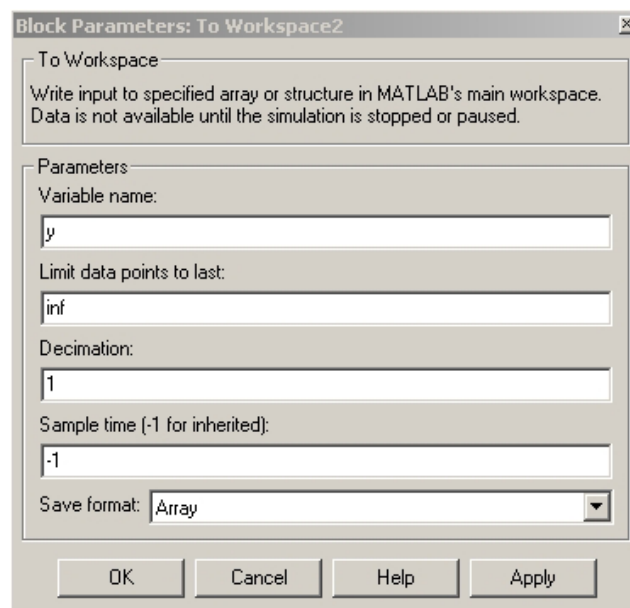 Block Parameters: To Workspace2
To Workspace
Write input to specified array or structure in MATLAB's main workspace.
Data is not available until the simulation is stopped or paused.
Parameters
Variable name:
y
Limit data points to last:
inf
Decimation:
1
Sample time (-1 for inherited):
-1
Save format: Array
OK Cancel Help Apply